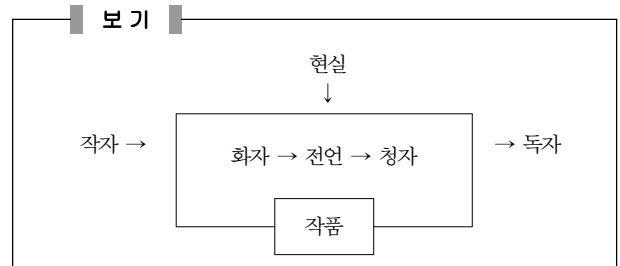 보 기
현실
↓
작자 → 화자 → 전언 → 청자 → 독자
작품